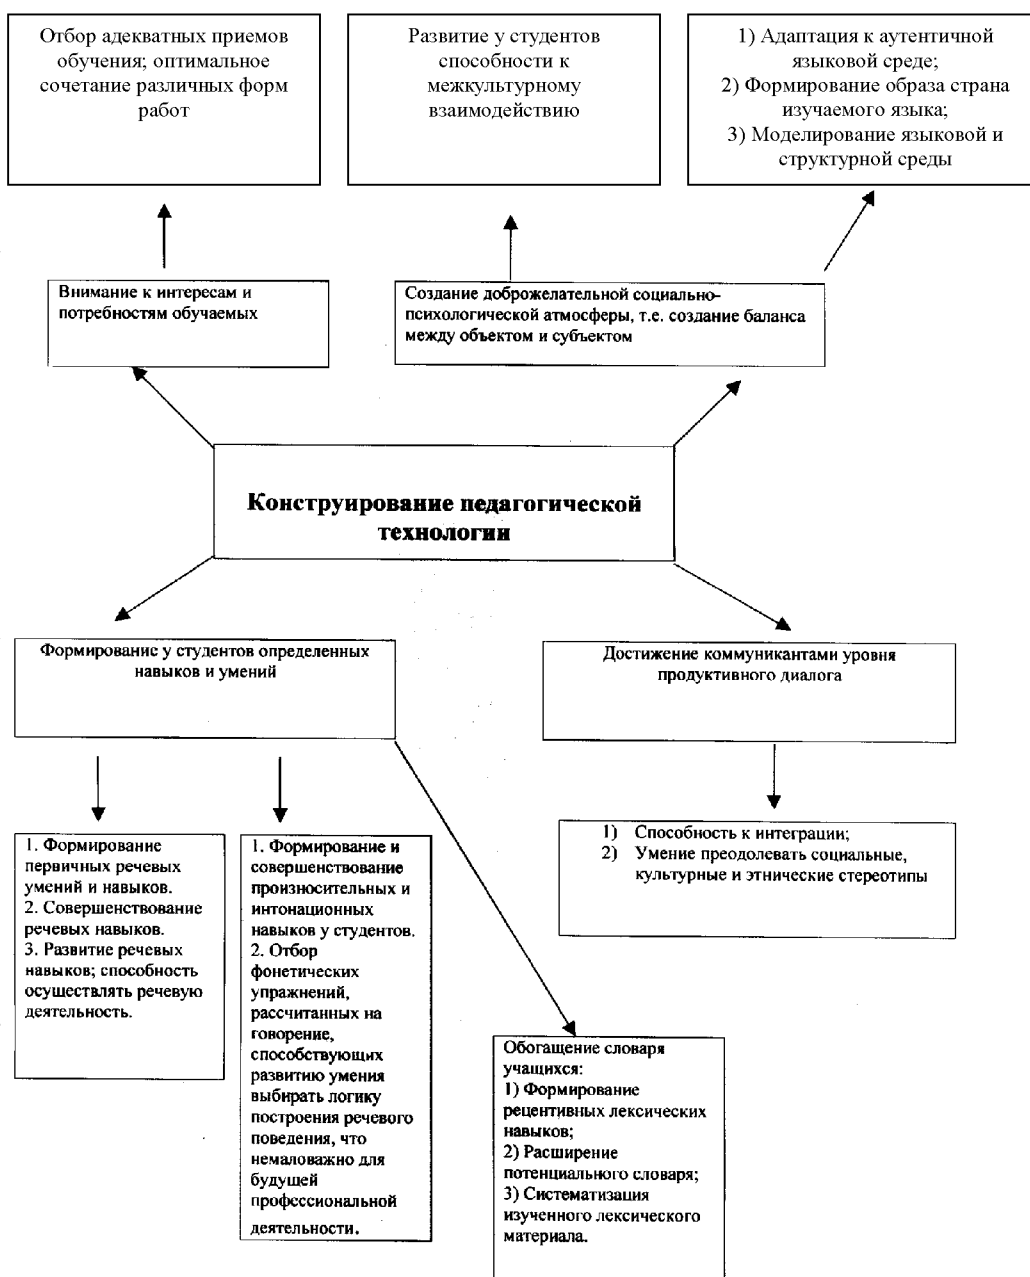 Отбор адекватных приемов
обучения; оптимальное
сочетание различных форм
работ
Развитие у студентов
способности к
межкультурному
взаимодействию
1) Адаптация к аутентичной
языковой среде;
2) Формирование образа страна
изучаемого языка;
3) Моделирование языковой и
структурной среды
Внимание к интересам и
потребностям обучаемых
Создание доброжелательной социально-
психологической атмосферы, т.е. создание баланса
между объектом и субъектом
Конструирование педагогической
технологии
Формирование у студентов определенных
навыков и умений
Достижение коммуникантами уровня
продуктивного диалога
1. Формирование
первичных речевых
умений и навыков.
2. Совершенствование
речевых навыков.
3. Развитие речевых
навыков; способность
осуществлять речевую
деятельность.
1. Формирование и
совершенствование
произносительных и
интонационных
навыков у студентов.
2. Отбор
фонетических
упражнений,
рассчитанных на
говорение,
способствующих
развитию умения
выбирать логику
построения речевого
поведения, что
немаловажно для
будущей
профессиональной
деятельности.
1) Способность к интеграции;
2) Умение преодолевать социальные,
культурные и этнические стереотипы
Обогащение словаря
учащихся:
1) Формирование
рецептивных лексических
навыков;
2) Расширение
потенциального словаря;
3) Систематизация
изученного лексического
материала.